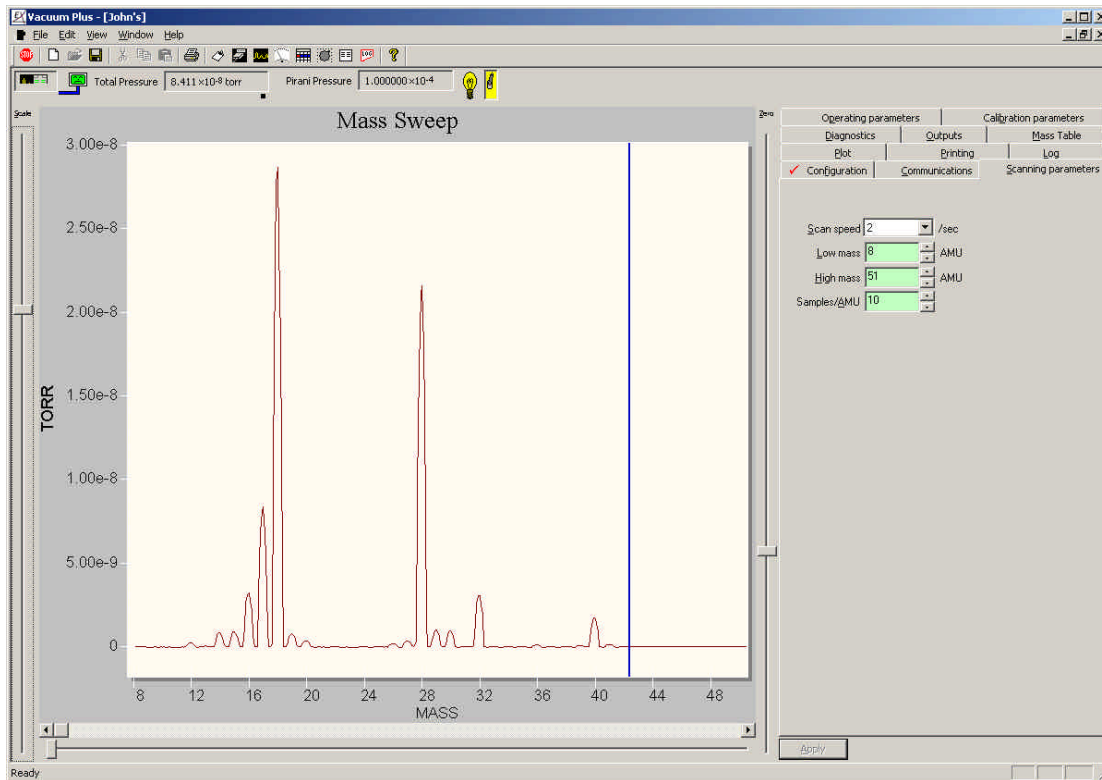 Vacuum Plus - [John's]
File Edit View Window Help
STOP LOG ?
Total Pressure 8.411 ×10-8 torr Pirani Pressure 1.000000×10-4
Scale Mass Sweep Zero
Operating parameters Calibration parameters
Diagnostics Outputs Mass Table
Plot Printing Log
Configuration Communications Scanning parameters
3.00e-8
2.50e-8
2.00e-8
1.50e-8
1.00e-8
5.00e-9
0
TORR
8 12 16 20 24 28 32 36 40 44 48
MASS
Scan speed 2 /sec
Low mass 8 AMU
High mass 51 AMU
Samples/AMU 10
Apply
Ready